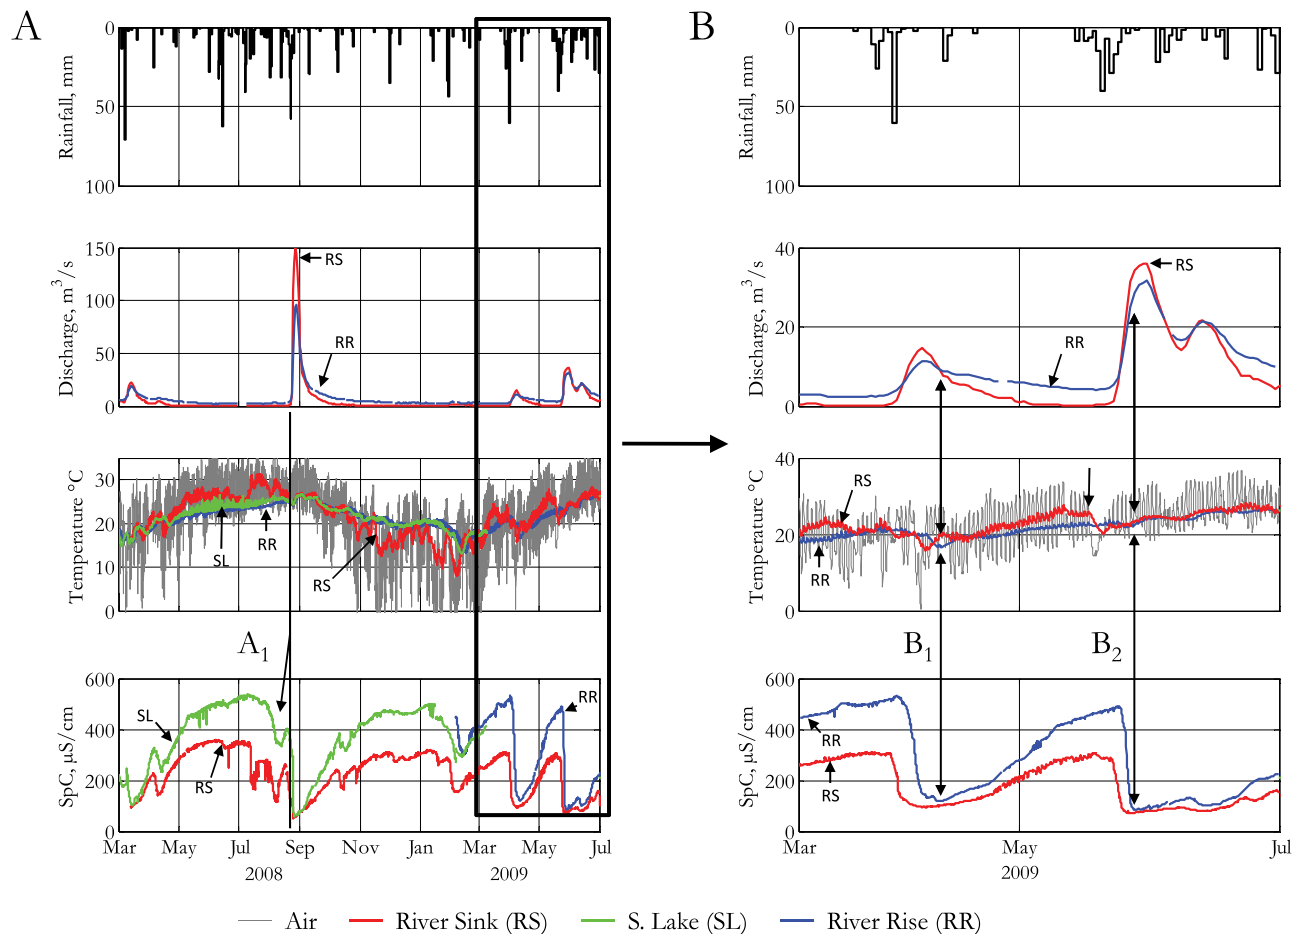 A
B
0
50
100
Rainfall, mm
0
50
100
Rainfall, mm
150
100
50
0
Discharge, m3/s
RS
RR
40
20
0
Discharge, m3/s
RS
RR
30
20
10
0
Temperature °C
SL
RR
RS
40
20
0
Temperature °C
RS
RR
A1
B1
B2
600
400
200
0
SpC, µS/cm
SL
RS
RR
600
400
200
0
SpC, µS/cm
RR
RS
Mar May Jul Sep Nov Jan Mar May Jul
2008 2009
Mar May Jul
2009
Air River Sink (RS) S. Lake (SL) River Rise (RR)